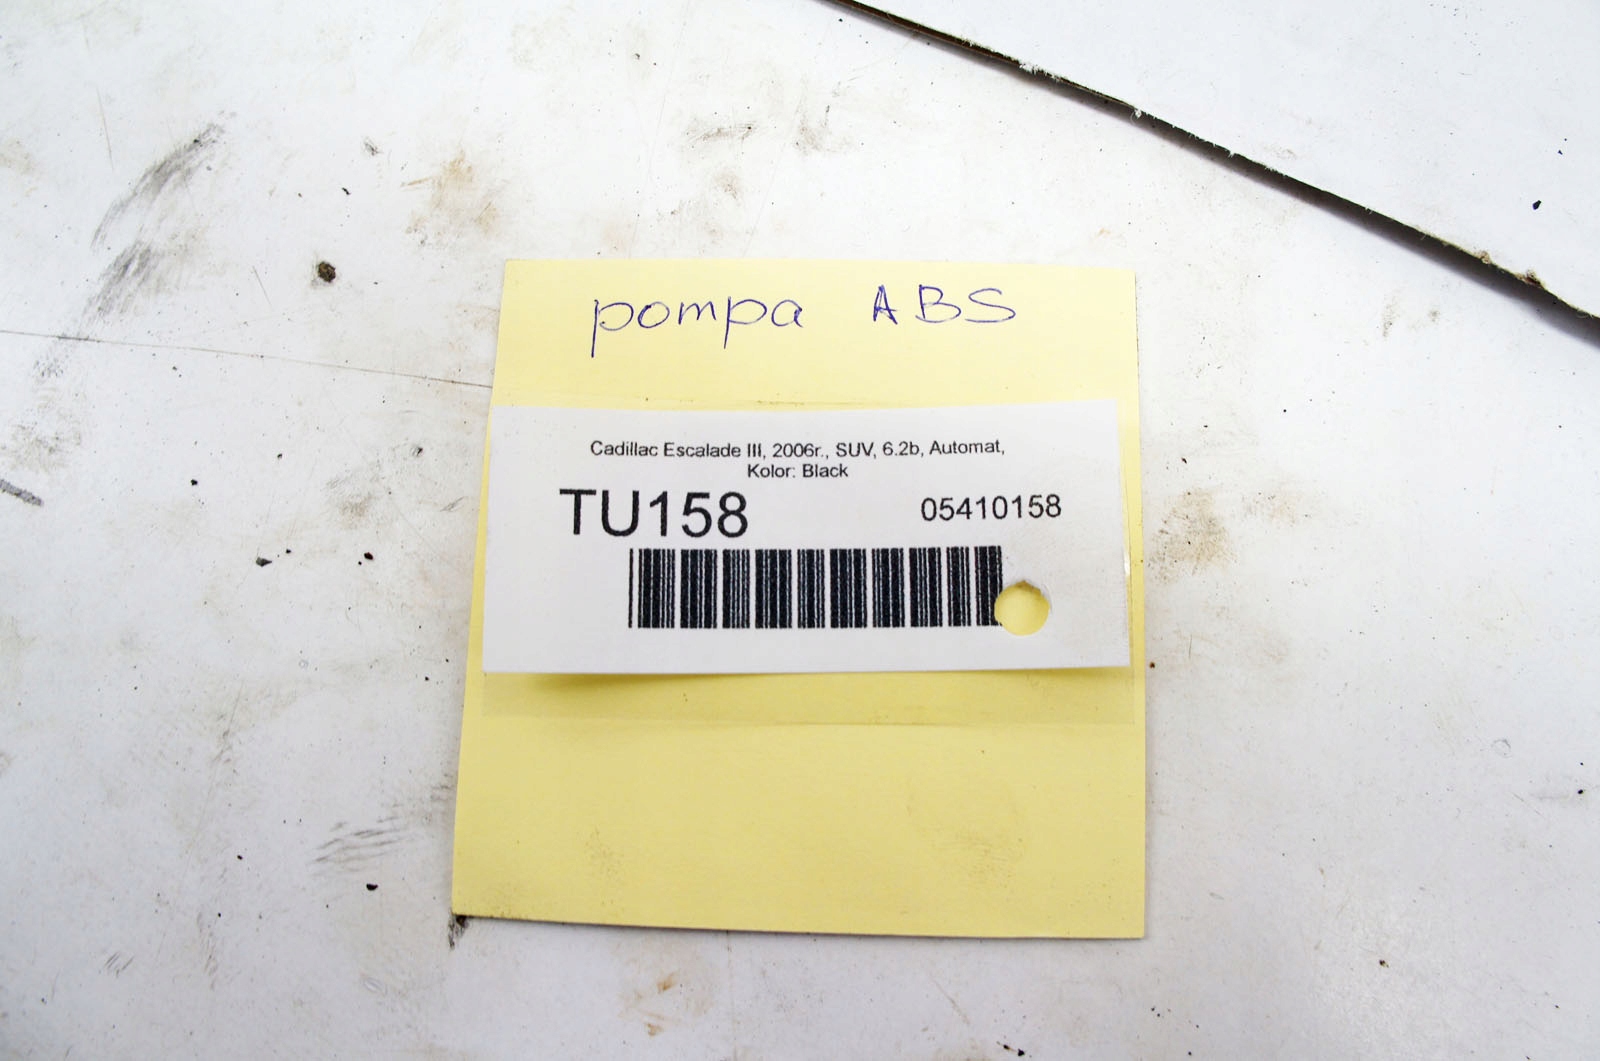 pompa ABS
Cadillac Escalade III, 2006r., SUV, 6.2b, Automat,
Kolor: Black
TU158 05410158